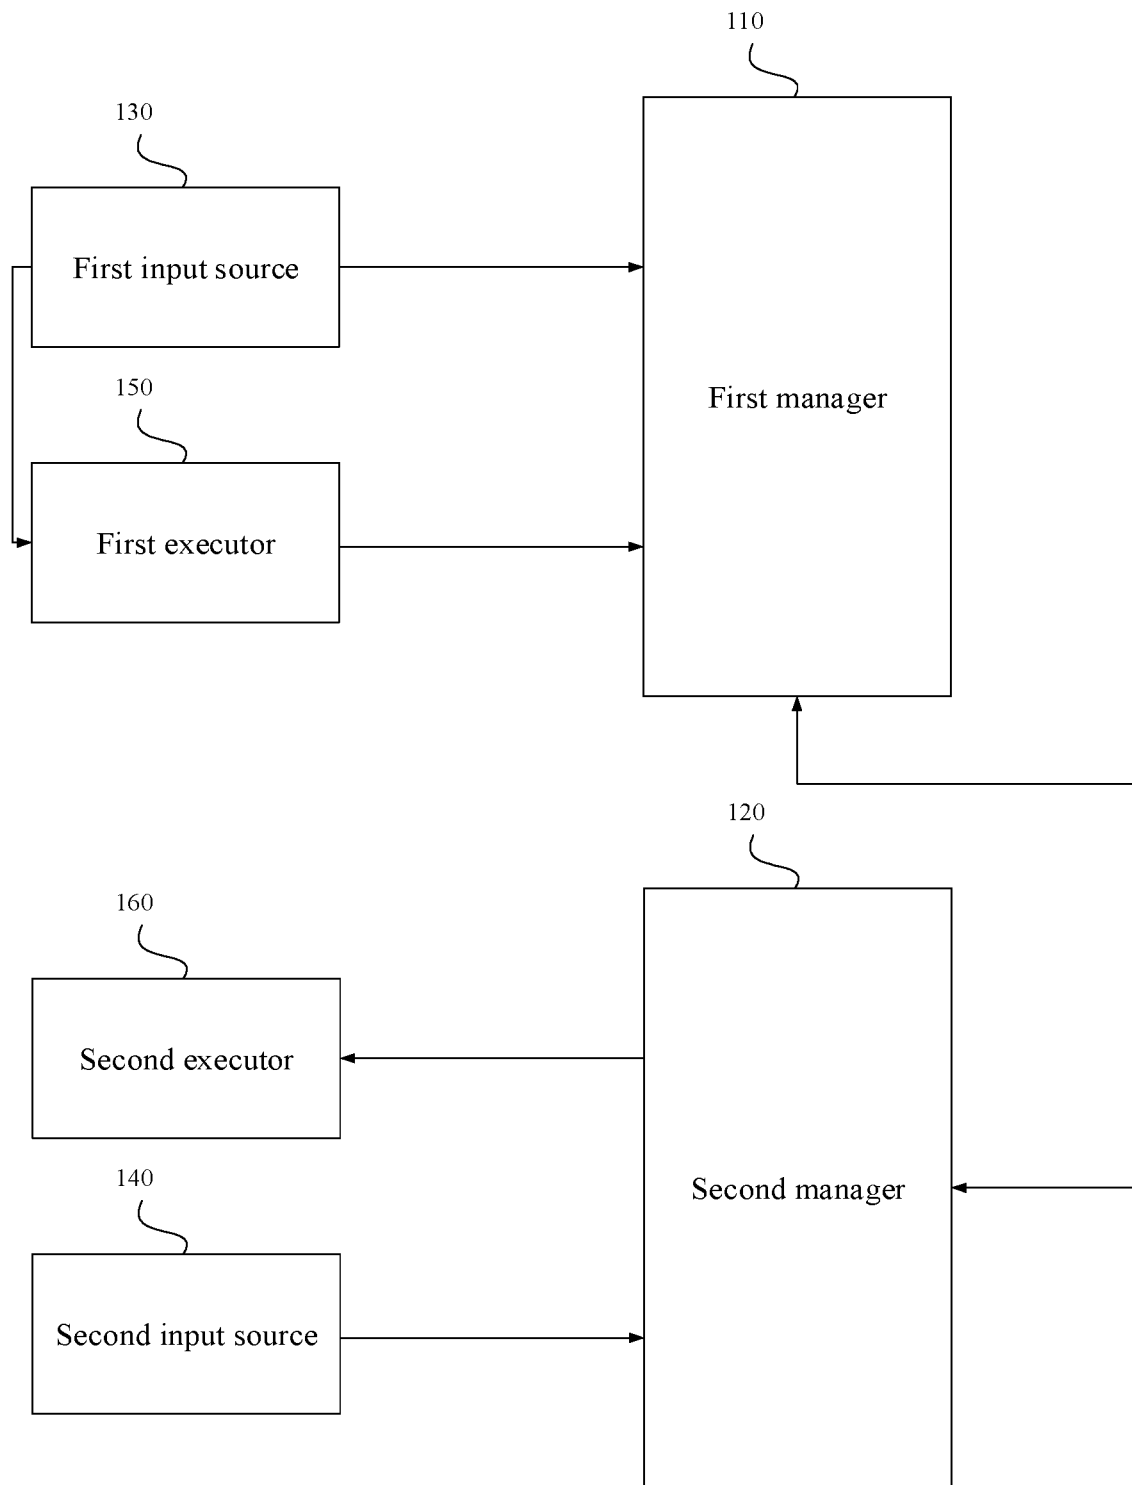 110
130
First input source
150
First manager
First executor
120
160
Second executor
140
Second manager
Second input source